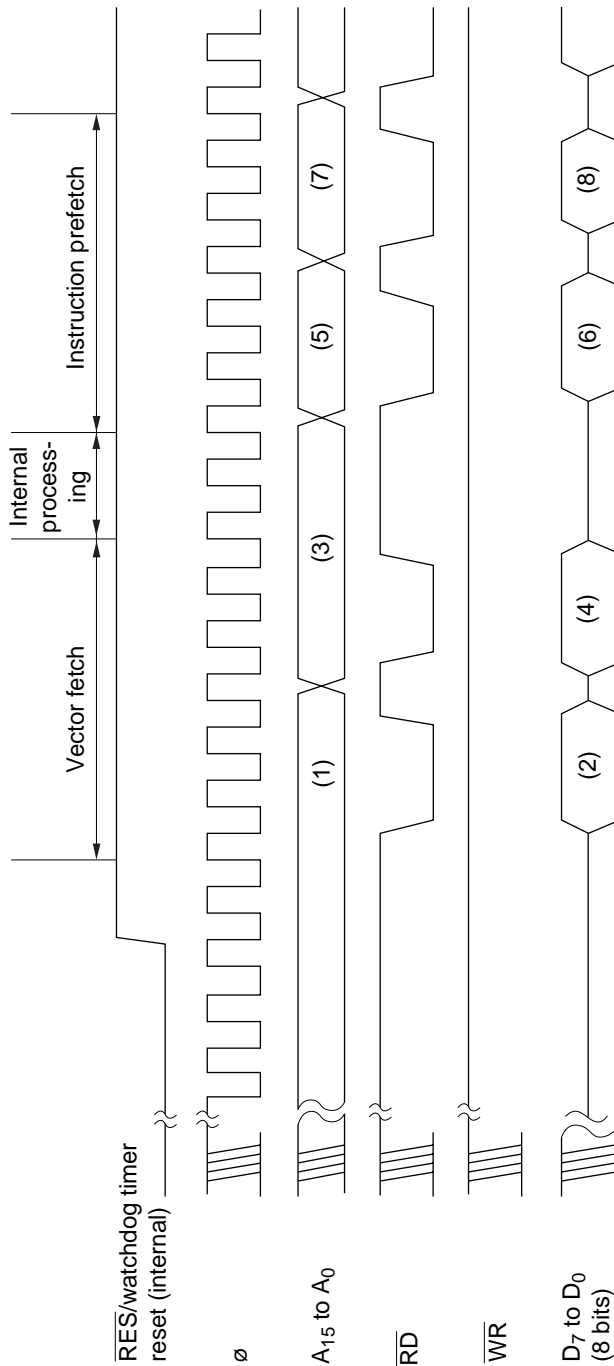 Vector fetch
Internal
process-
ing
Instruction prefetch
RES/watchdog timer
reset (internal)
ø
A15 to A0
(1)
(3)
(5)
(7)
RD
WR
D7 to D0
(8 bits)
(2)
(4)
(6)
(8)